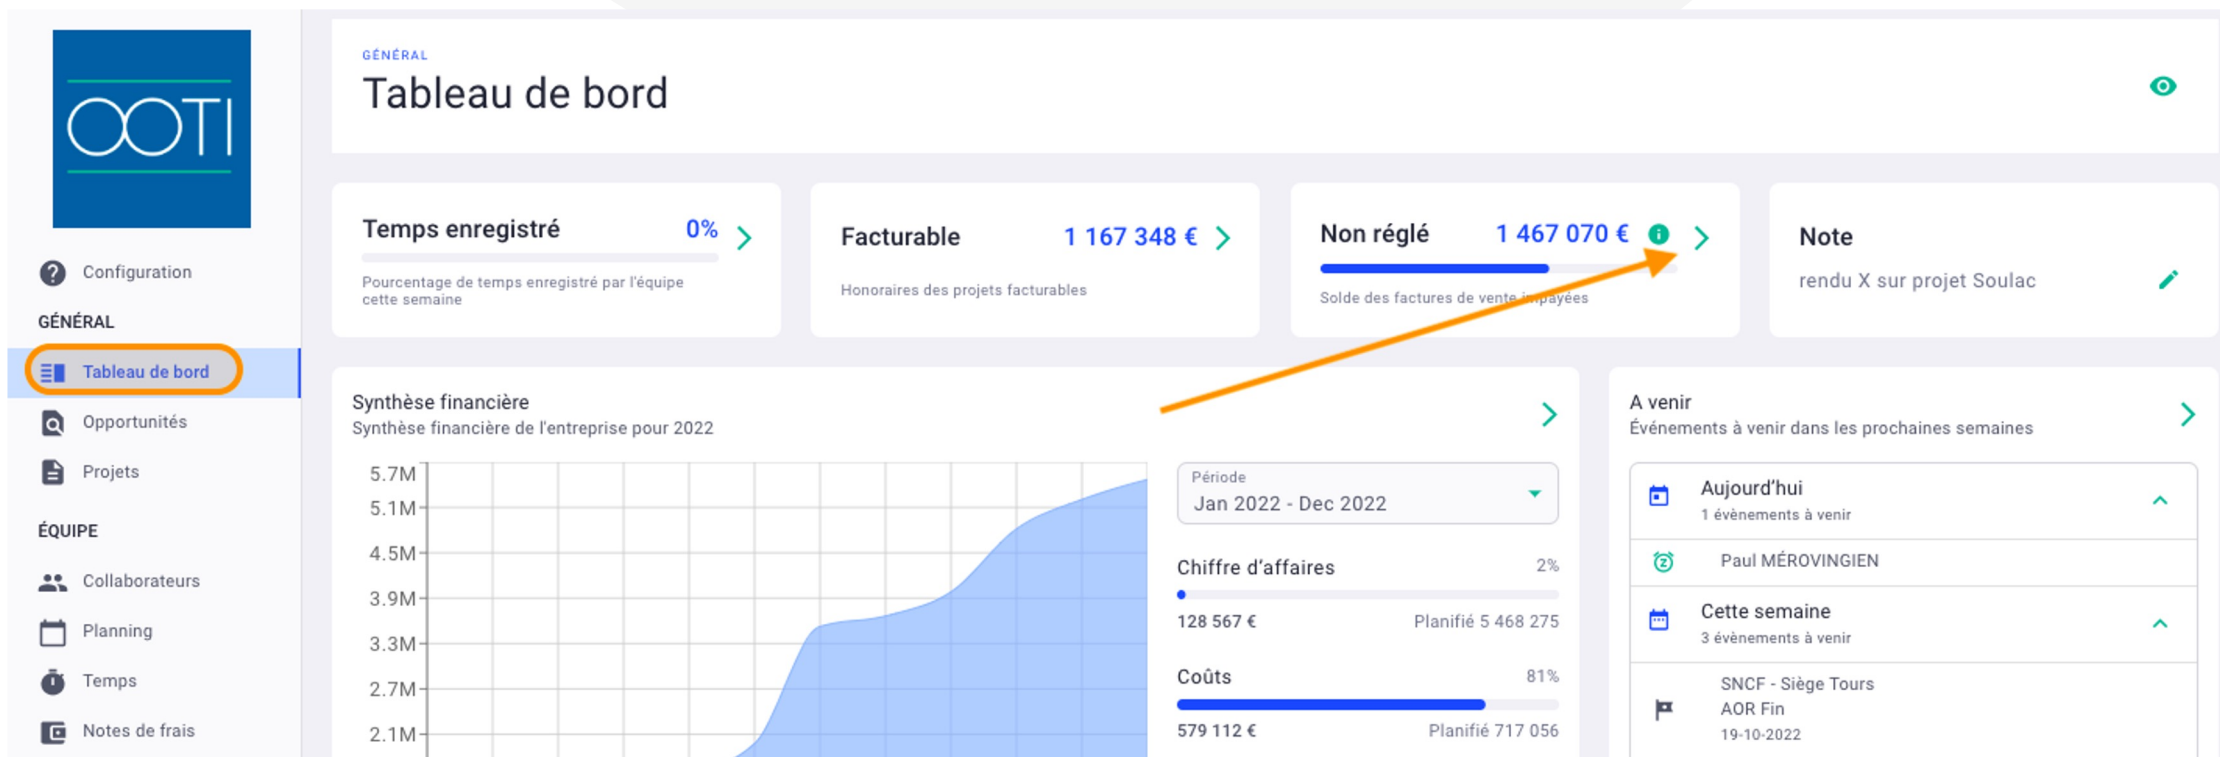 OOTI
Configuration
GÉNÉRAL
Tableau de bord
Opportunités
Projets
ÉQUIPE
Collaborateurs
Planning
Temps
Notes de frais
GÉNÉRAL
Tableau de bord
Temps enregistré
0%
Pourcentage de temps enregistré par l'équipe
cette semaine
Facturable
1 167 348 €
Honoraires des projets facturables
Non réglé
1 467 070 €
Solde des factures de vente impayées
Note
rendu X sur projet Soulac
Synthèse financière
Synthèse financière de l'entreprise pour 2022
5.7M
5.1M
4.5M
3.9M
3.3M
2.7M
2.1M
Période
Jan 2022 - Dec 2022
Chiffre d'affaires
2%
128 567 €
Planifié 5 468 275
Coûts
81%
579 112 €
Planifié 717 056
A venir
Événements à venir dans les prochaines semaines
Aujourd'hui
1 évènements à venir
Paul MÉROVINGIEN
Cette semaine
3 évènements à venir
SNCF - Siège Tours
AOR Fin
19-10-2022